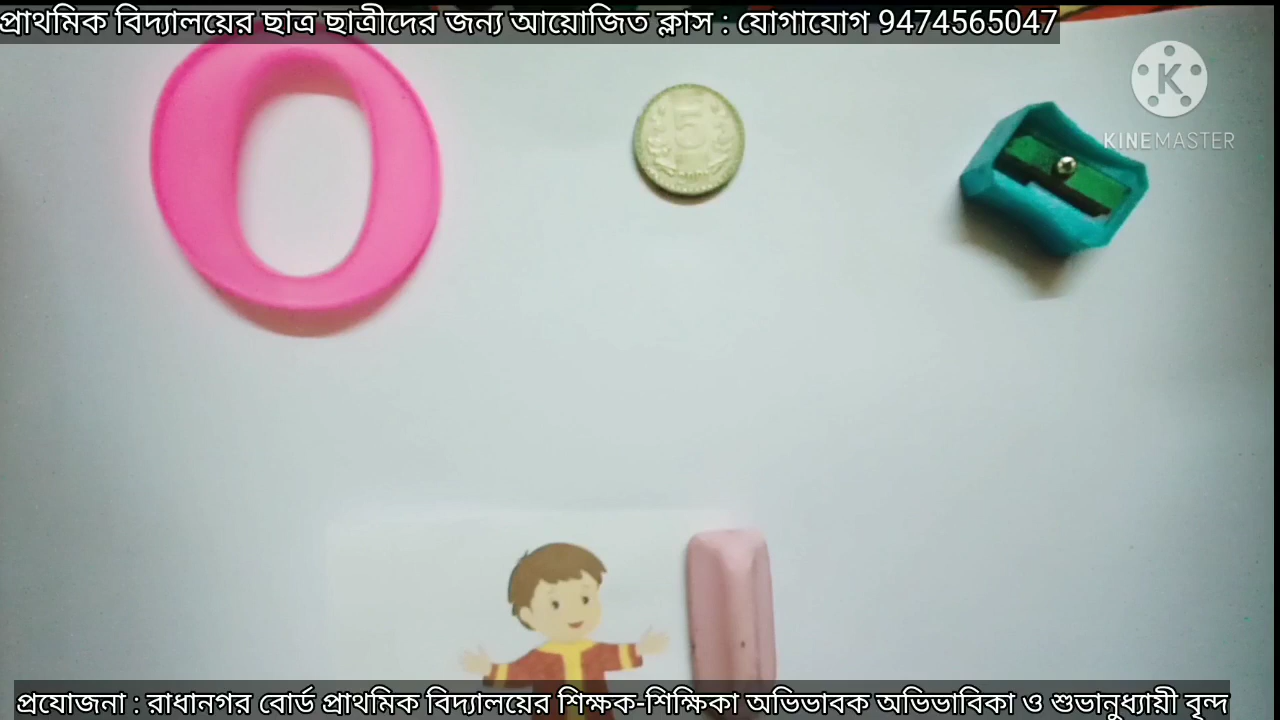 প্রাথমিক বিদ্যালয়ের ছাত্র ছাত্রীদের জন্য আয়োজিত ক্লাস : যোগাযোগ 9474565047
K
KINEMASTER
5
প্রযোজনা : রাধানগর বোর্ড প্রাথমিক বিদ্যালয়ের শিক্ষক-শিক্ষিকা অভিভাবক অভিভাবিকা ও শুভানুধ্যায়ী বৃন্দ